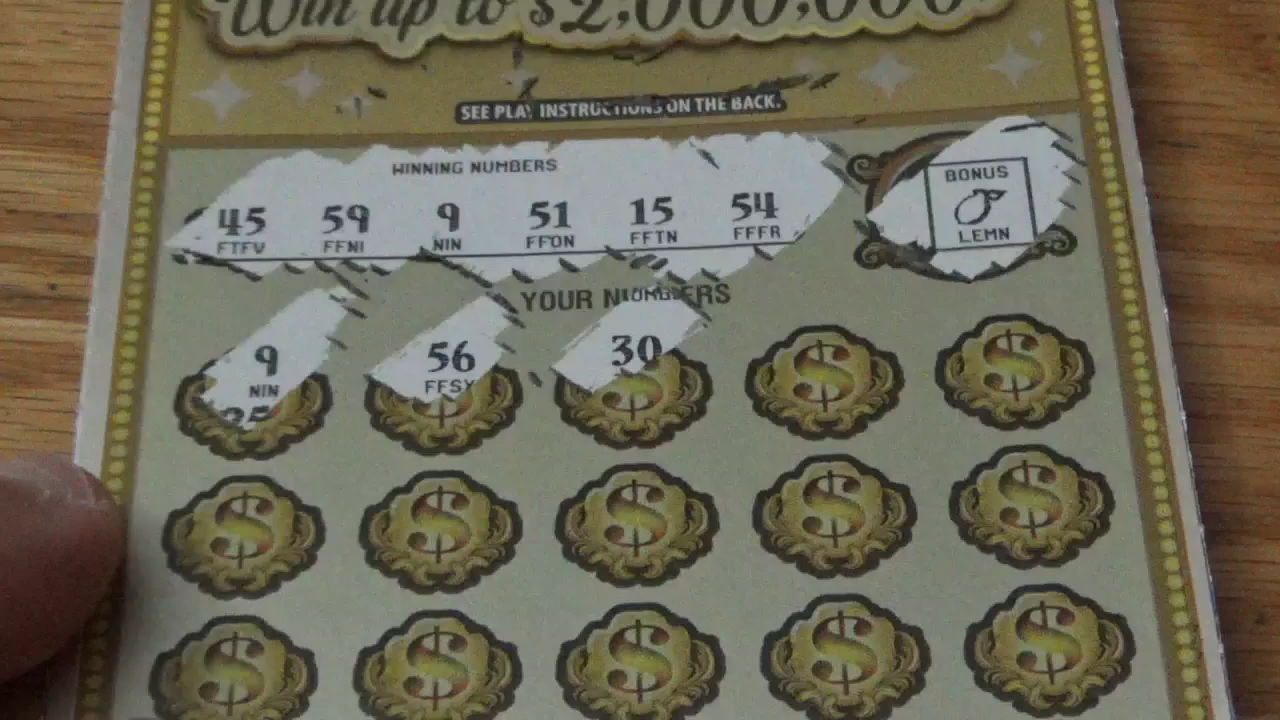 Win up to $2,000,000
SEE PLAY INSTRUCTIONS ON THE BACK.
WINNING NUMBERS
45 59 9 51 15 54
FTFV FFNI NIN FFON FFTN FFFR
BONUS
LEMN
YOUR NUMBERS
9 56 30
NIN FFSX